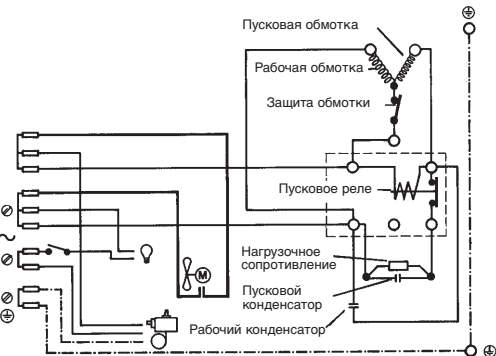 Пусковая обмотка
Рабочая обмотка
Защита обмотки
Пусковое реле
M
Нагрузочное
сопротивление
Пусковой
конденсатор
Рабочий конденсатор